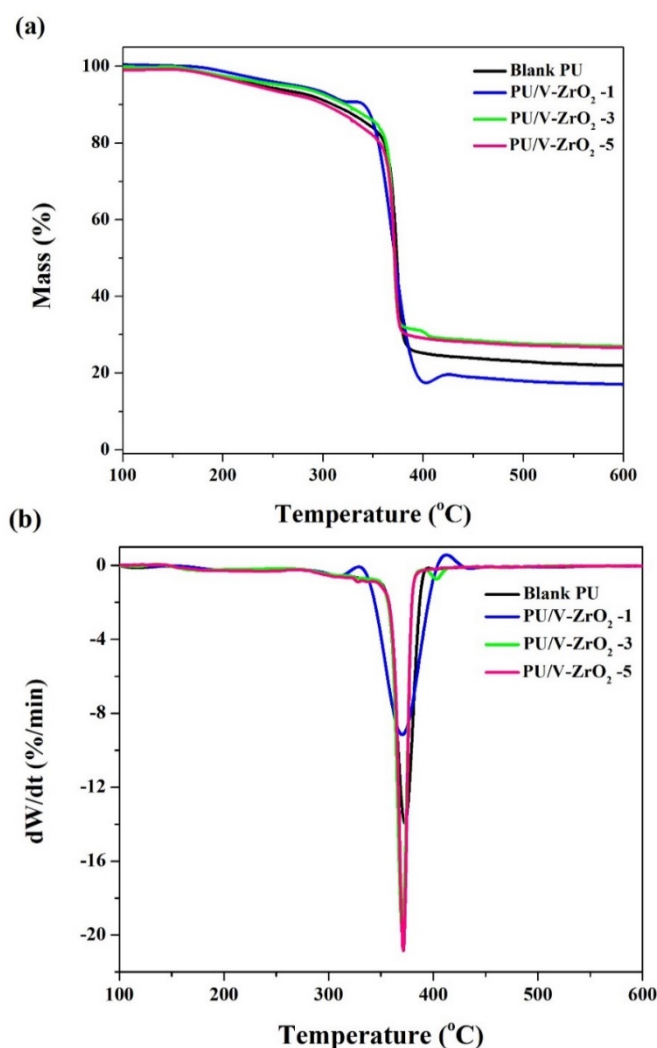 (a)
100
80
60
40
20
0
Mass (%)
Blank PU
PU/V-ZrO₂ -1
PU/V-ZrO₂ -3
PU/V-ZrO₂ -5
100 200 300 400 500 600
Temperature (°C)
(b)
0
-4
-8
-12
-16
-20
dW/dt (%/min)
Blank PU
PU/V-ZrO₂ -1
PU/V-ZrO₂ -3
PU/V-ZrO₂ -5
100 200 300 400 500 600
Temperature (°C)